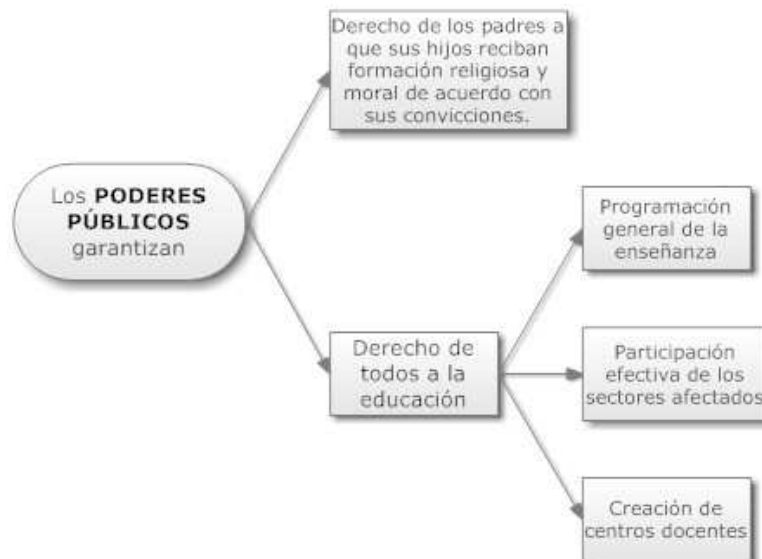 Derecho de los padres a
que sus hijos reciban
formación religiosa y
moral de acuerdo con
sus convicciones.
Los PODERES
PÚBLICOS
garantizan
Programación
general de la
enseñanza
Derecho de
todos a la
educación
Participación
efectiva de los
sectores afectados
Creación de
centros docentes